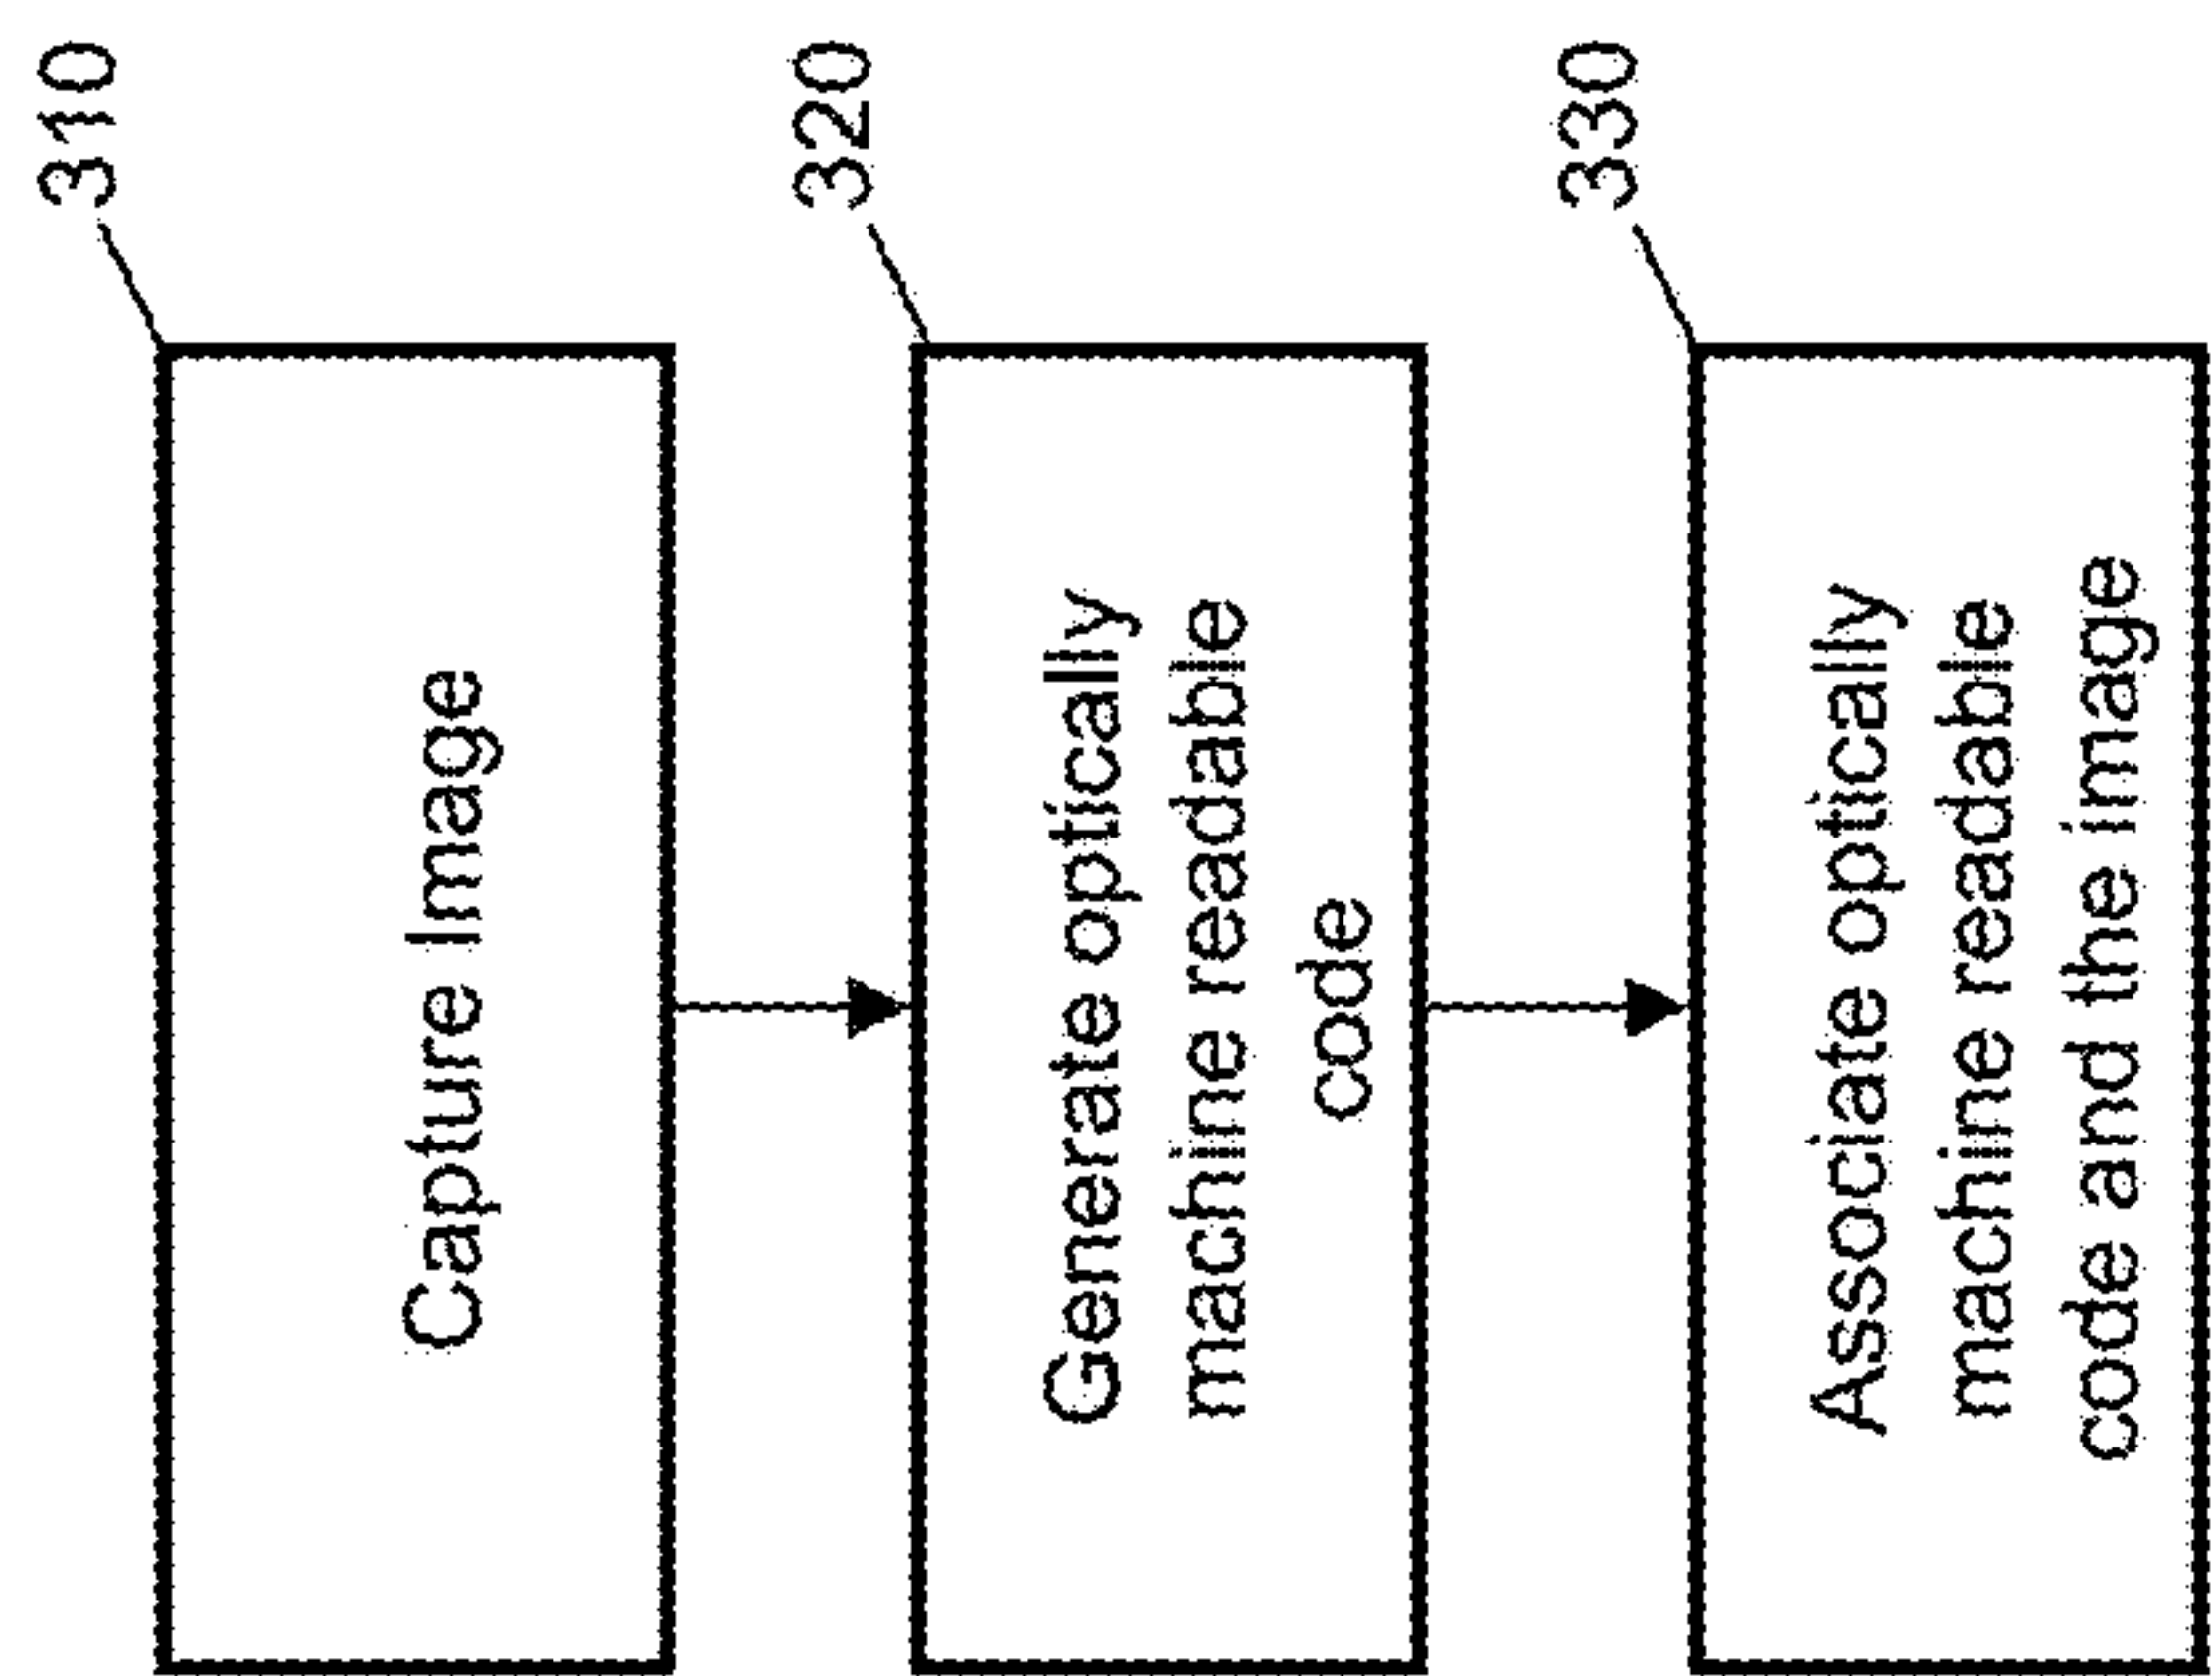 310
Capture Image
320
Generate optically
machine readable
code
330
Associate optically
machine readable
code and the image